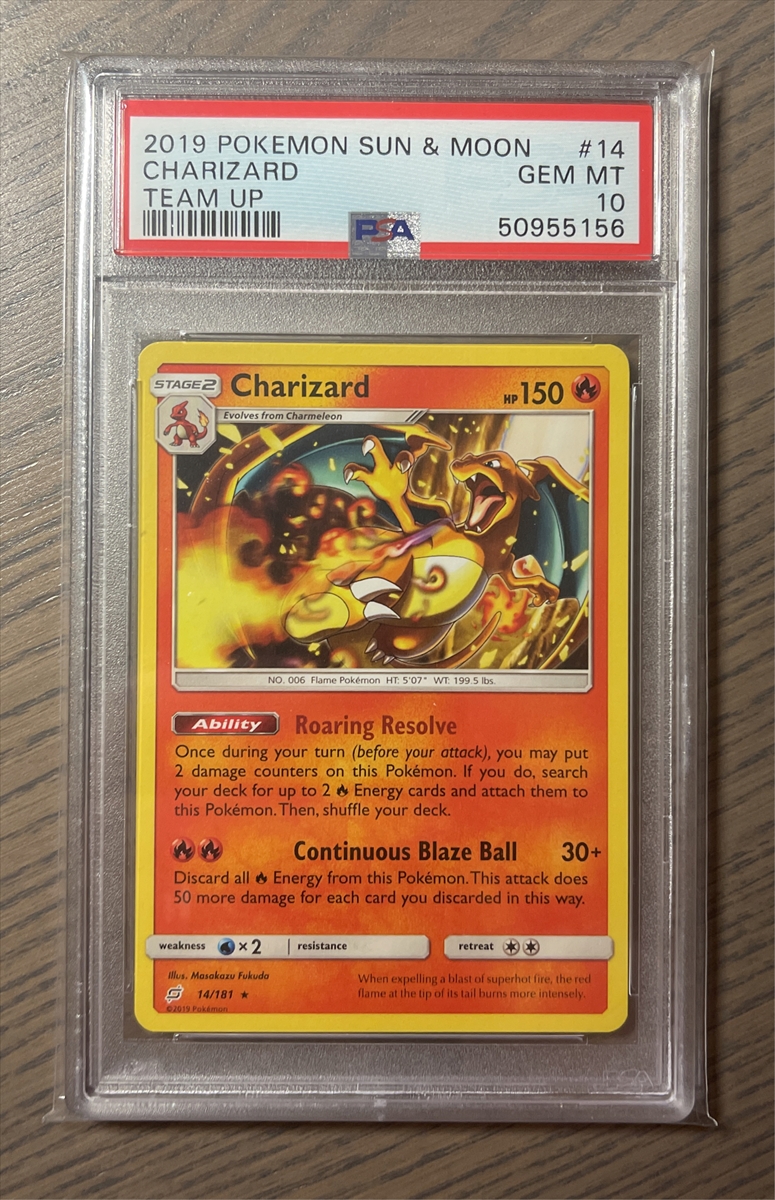 2019 POKEMON SUN & MOON #14
CHARIZARD GEM MT
TEAM UP 10
PSA 50955156
STAGE 2 Charizard HP 150
Evolves from Charmeleon
NO. 006 Flame Pokémon HT: 5'07" WT: 199.5 lbs.
Ability Roaring Resolve
Once during your turn (before your attack), you may put
2 damage counters on this Pokémon. If you do, search
your deck for up to 2 Energy cards and attach them to
this Pokémon. Then, shuffle your deck.
Continuous Blaze Ball 30+
Discard all Energy from this Pokémon. This attack does
50 more damage for each card you discarded in this way.
weakness ×2 resistance retreat
Illus. Masakazu Fukuda
14/181 ★
©2019 Pokémon
When expelling a blast of superhot fire, the red
flame at the tip of its tail burns more intensely.
PSA